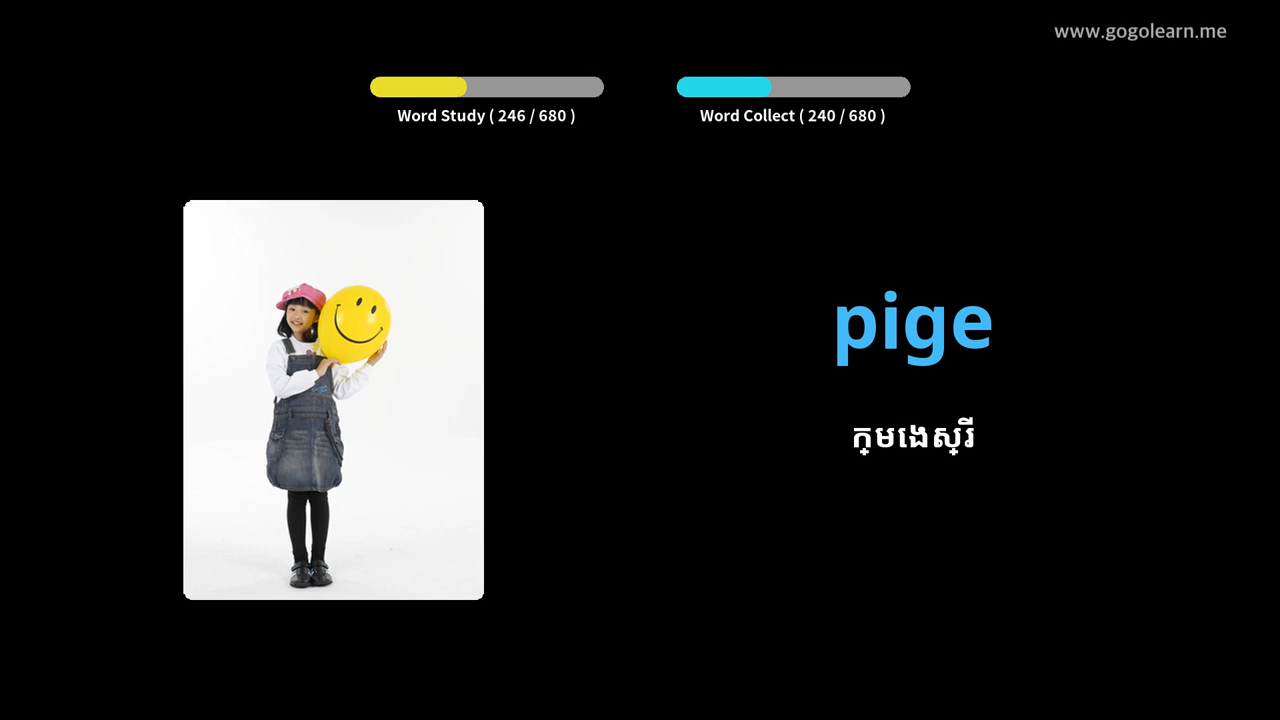 www.gogolearn.me
Word Study ( 246 / 680 )
Word Collect ( 240 / 680 )
pige
ក្មេងស្រី